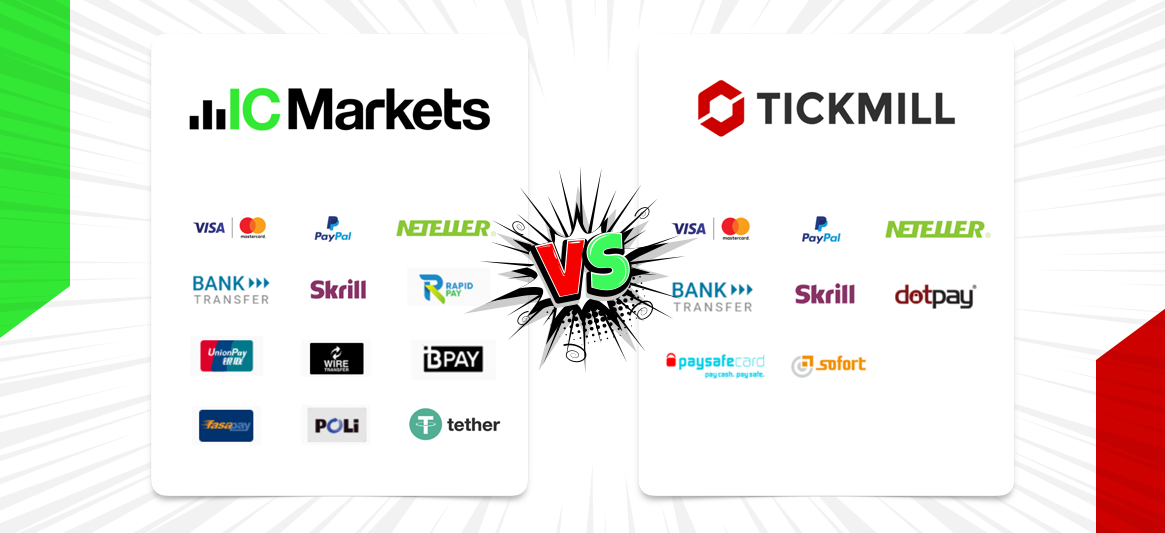 IC Markets
VISA mastercard.
PayPal
NETELLER®
BANK
TRANSFER
Skrill
RAPID
PAY
UnionPay
银联
WIRE
TRANSFER
BPAY
fasapay
POLi
tether
VS
TICKMILL
VISA mastercard.
PayPal
NETELLER®
BANK
TRANSFER
Skrill
dotpay®
paysafecard
pay cash. pay safe.
sofort